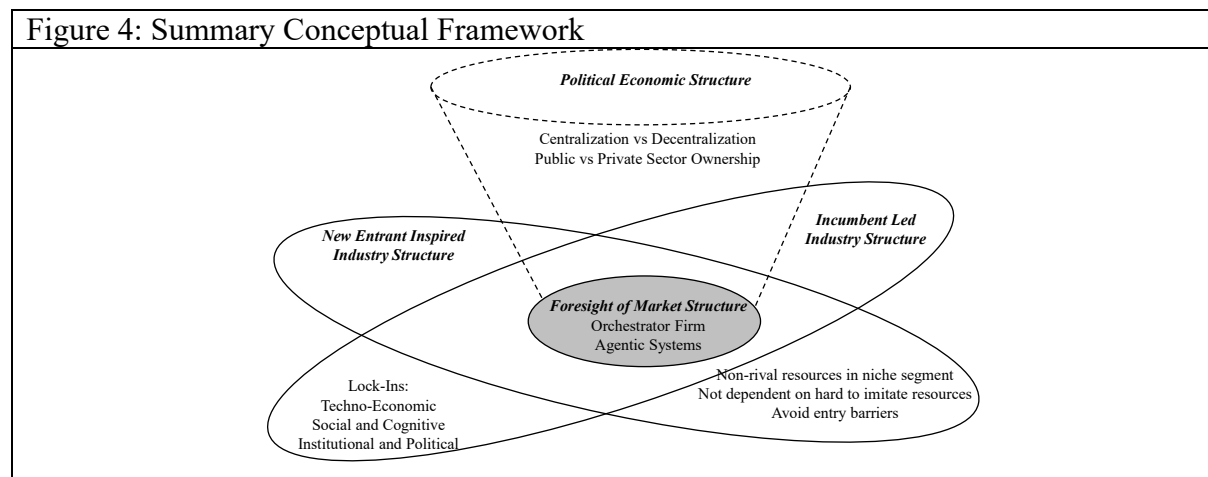 Figure 4: Summary Conceptual Framework
Political Economic Structure
Centralization vs Decentralization
Public vs Private Sector Ownership
New Entrant Inspired
Industry Structure
Incumbent Led
Industry Structure
Foresight of Market Structure
Orchestrator Firm
Agentic Systems
Lock-Ins:
Techno-Economic
Social and Cognitive
Institutional and Political
Non-rival resources in niche segment
Not dependent on hard to imitate resources
Avoid entry barriers